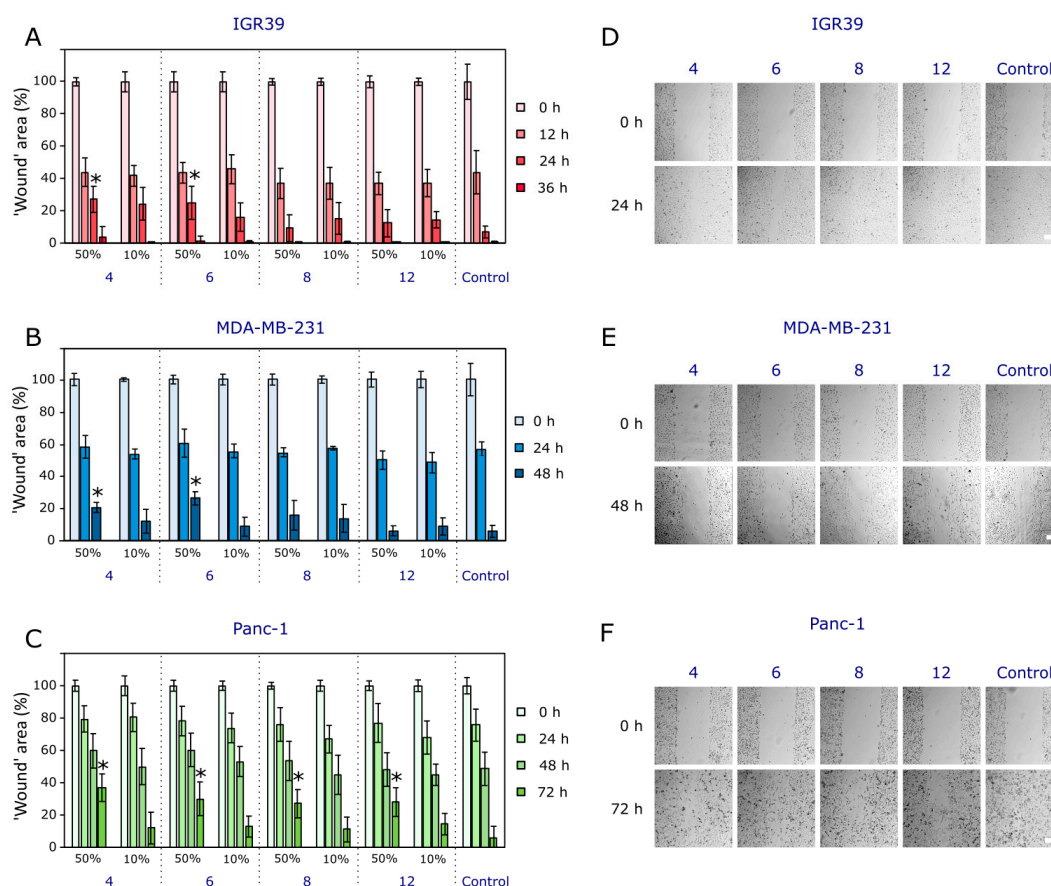 A
IGR39
'Wound' area (%)
100
80
60
40
20
0
* *
0 h
12 h
24 h
36 h
50% 10% 50% 10% 50% 10% 50% 10%
4 6 8 12 Control
D
IGR39
4 6 8 12 Control
0 h
24 h
B
MDA-MB-231
'Wound' area (%)
100
80
60
40
20
0
* *
0 h
24 h
48 h
50% 10% 50% 10% 50% 10% 50% 10%
4 6 8 12 Control
E
MDA-MB-231
4 6 8 12 Control
0 h
48 h
C
Panc-1
'Wound' area (%)
100
80
60
40
20
0
* * * *
0 h
24 h
48 h
72 h
50% 10% 50% 10% 50% 10% 50% 10%
4 6 8 12 Control
F
Panc-1
4 6 8 12 Control
0 h
72 h